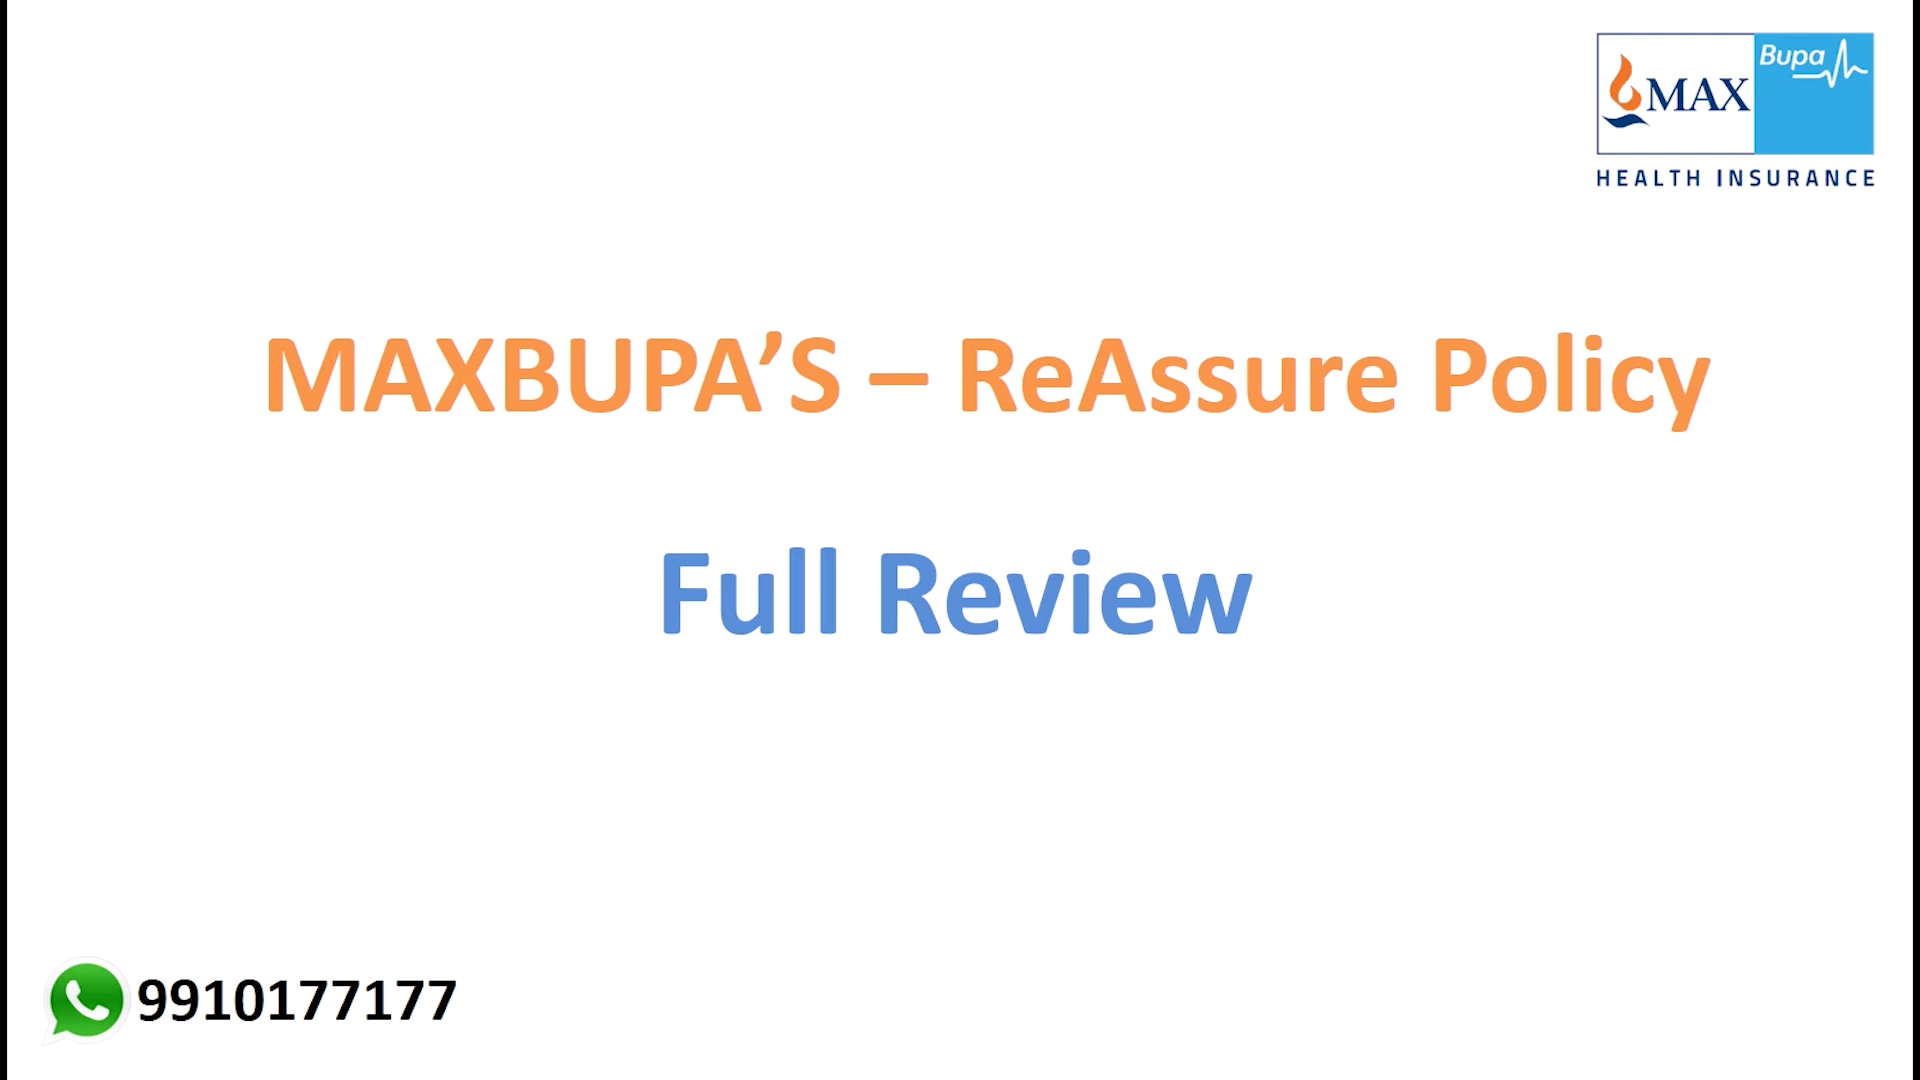 Bupa
MAX
HEALTH INSURANCE
MAXBUPA’S – ReAssure Policy
Full Review
9910177177